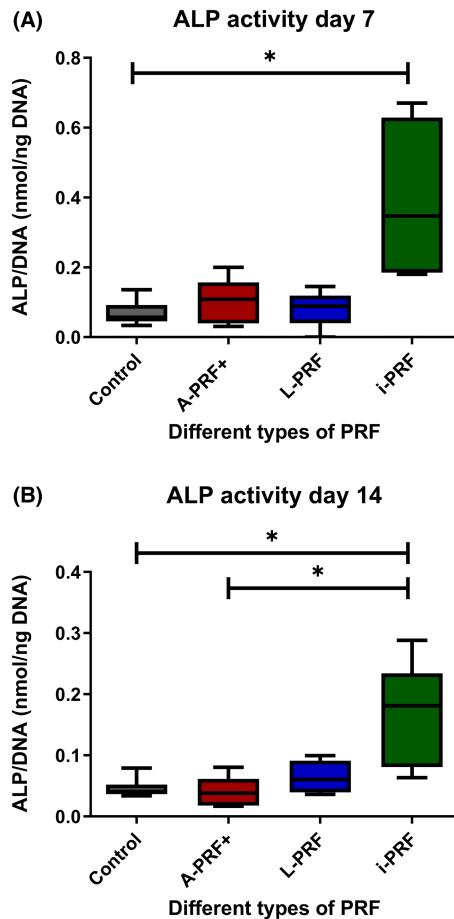 (A)
ALP activity day 7
*
ALP/DNA (nmol/ng DNA)
0.8
0.6
0.4
0.2
0.0
Control
A-PRF+
L-PRF
i-PRF
Different types of PRF
(B)
ALP activity day 14
*
*
ALP/DNA (nmol/ng DNA)
0.4
0.3
0.2
0.1
0.0
Control
A-PRF+
L-PRF
i-PRF
Different types of PRF